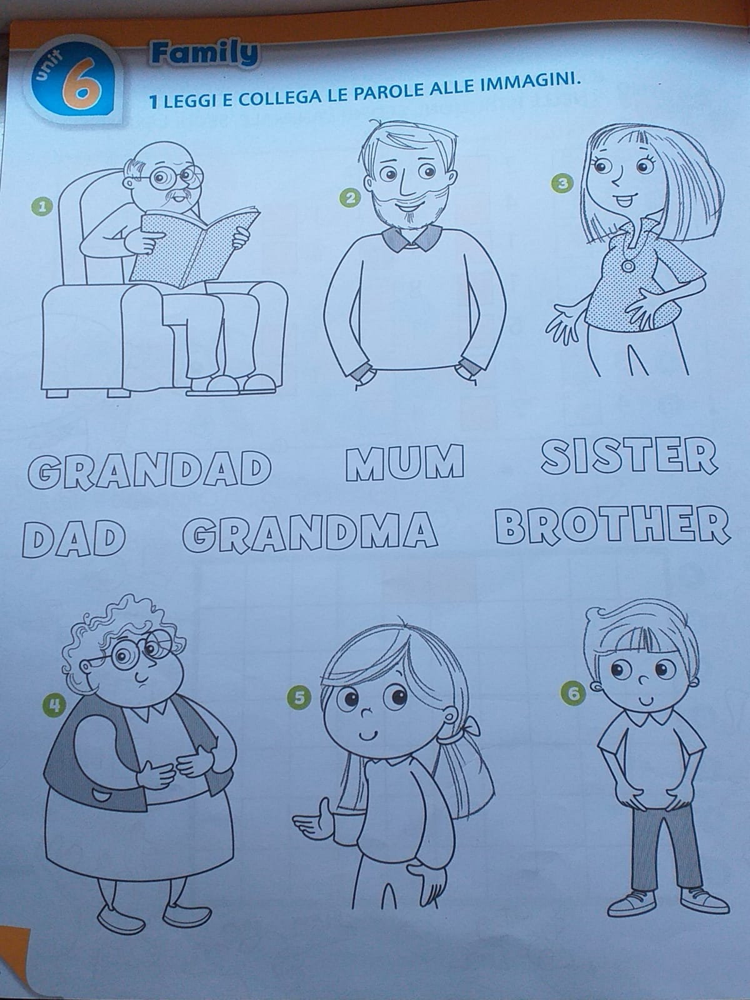 unit 6 Family
1 LEGGI E COLLEGA LE PAROLE ALLE IMMAGINI.
1 2 3
GRANDAD MUM SISTER
DAD GRANDMA BROTHER
4 5 6